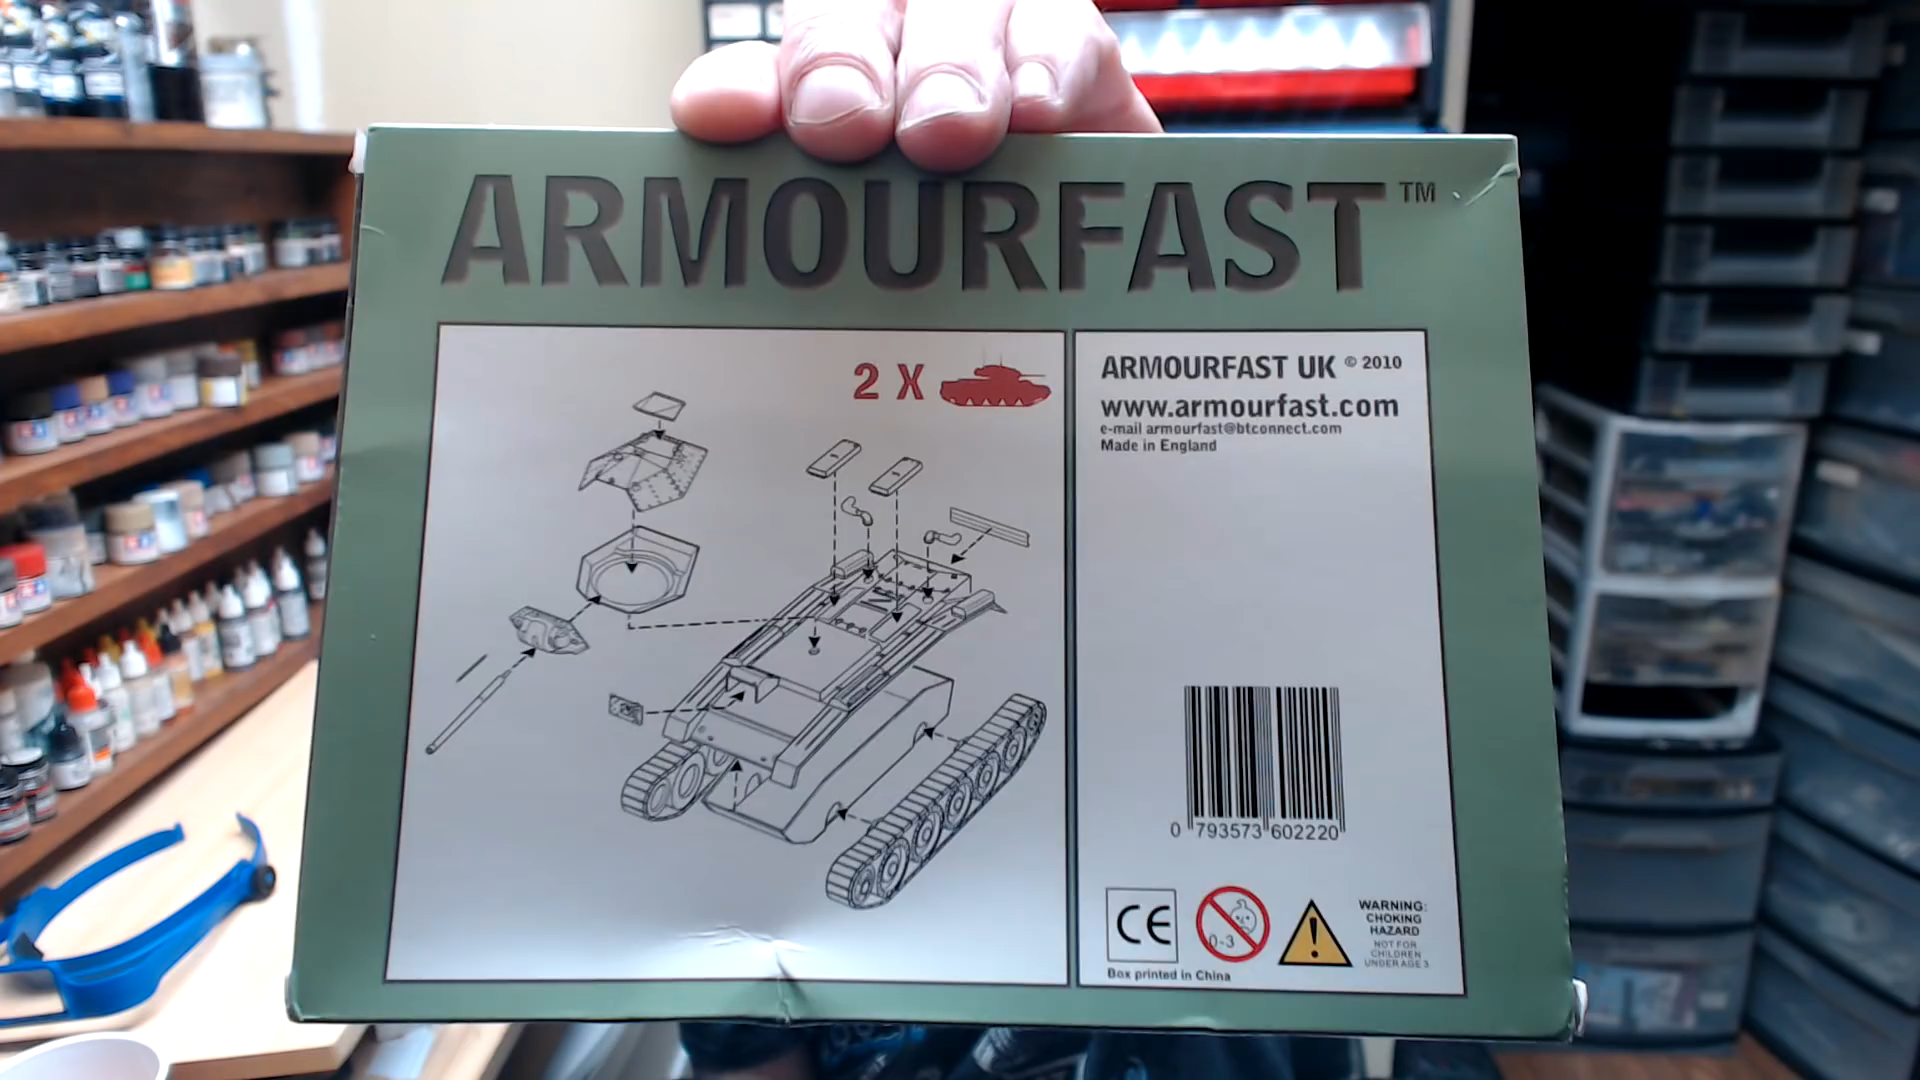 ARMOURFAST™
2 X
ARMOURFAST UK © 2010
www.armourfast.com
e-mail armourfast@btconnect.com
Made in England
0 793573 602220
CE
0-3
!
WARNING:
CHOKING
HAZARD
NOT FOR
CHILDREN
UNDER AGE 3
Box printed in China